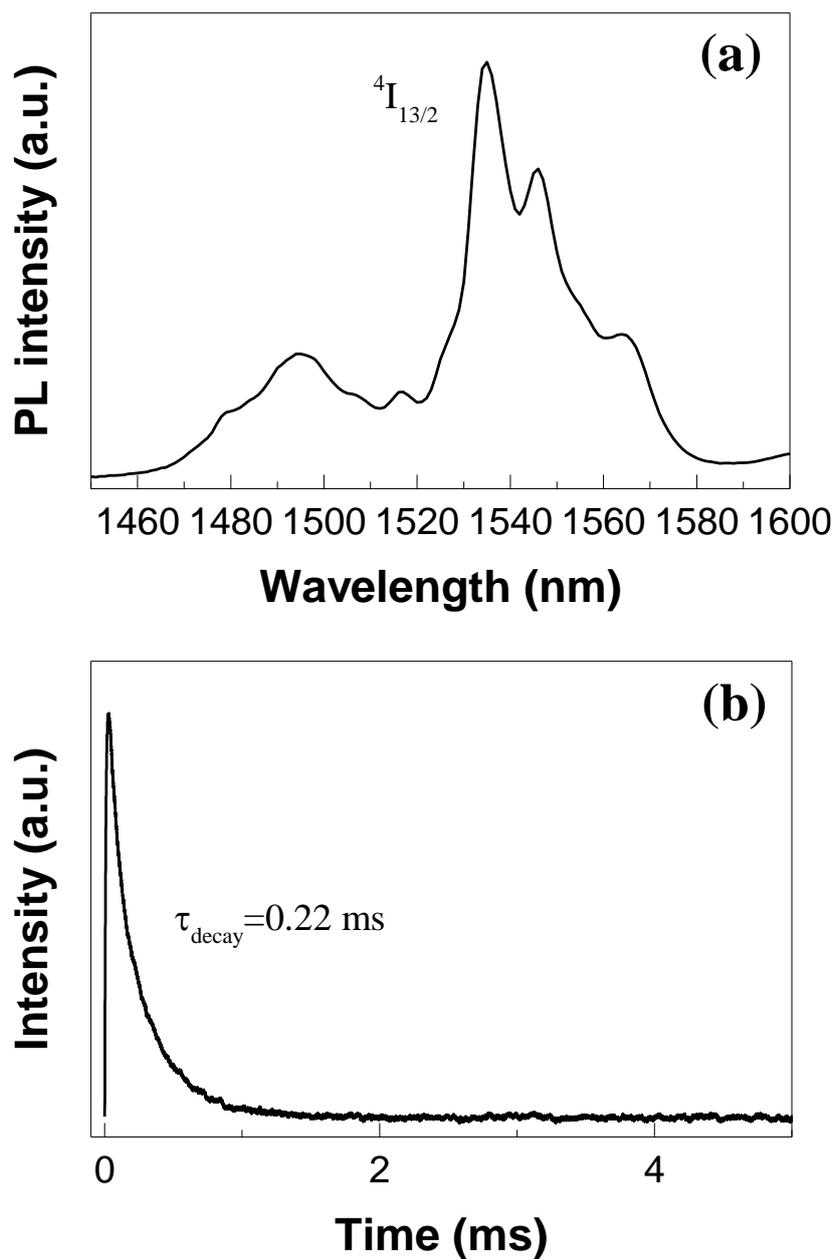 (a)
⁴I₁₃/₂
PL intensity (a.u.)
1460 1480 1500 1520 1540 1560 1580 1600
Wavelength (nm)
(b)
τdecay=0.22 ms
Intensity (a.u.)
0 2 4
Time (ms)